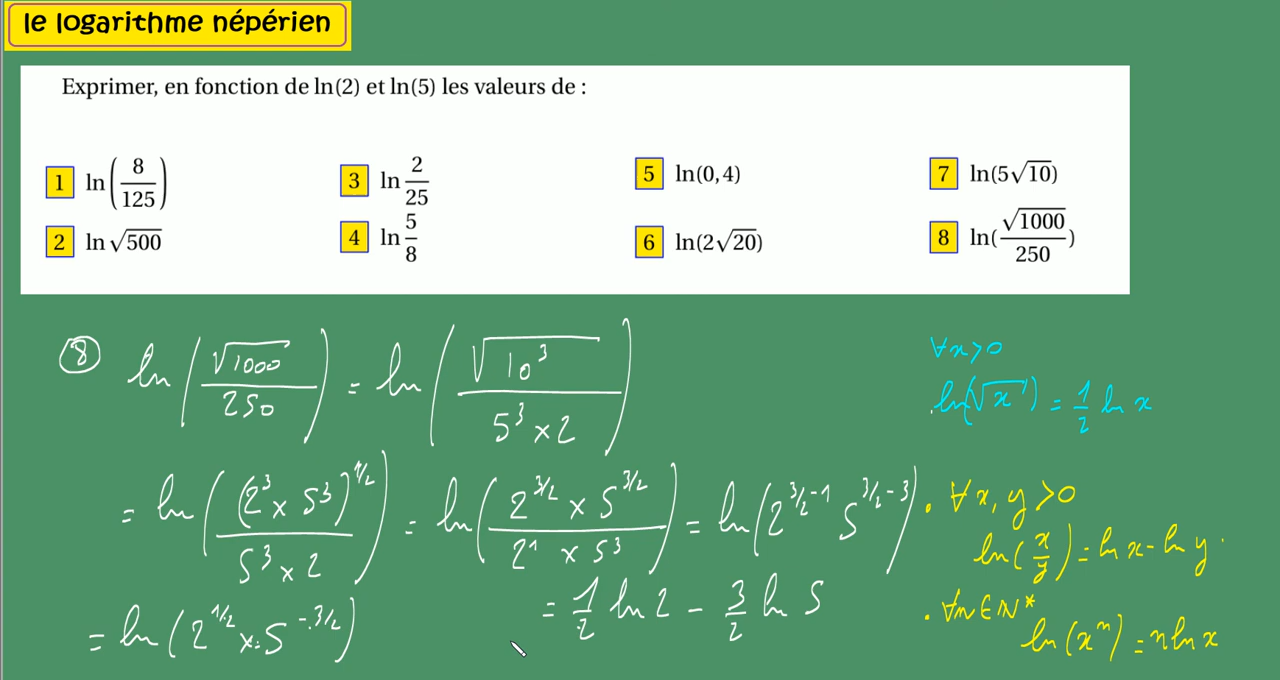 le logarithme népérien
Exprimer, en fonction de ln(2) et ln(5) les valeurs de :
1 ln(8/125)
3 ln 2/25
5 ln(0,4)
7 ln(5√10)
2 ln√500
4 ln 5/8
6 ln(2√20)
8 ln(√1000/250)
⑧ ln(√1000/250) = ln(√10³/5³×2)
= ln((2³×5³)^1/2/5³×2) = ln(2^3/2×5^3/2/2¹×5³) = ln(2^3/2-1 5^3/2-3)
= ln(2^1/2×5^-3/2) = 1/2 ln 2 - 3/2 ln 5
∀x>0
ln(√x) = 1/2 ln x
. ∀x,y>0
ln(x/y) = ln x - ln y.
. ∀n∈N*
ln(xⁿ) = n ln x